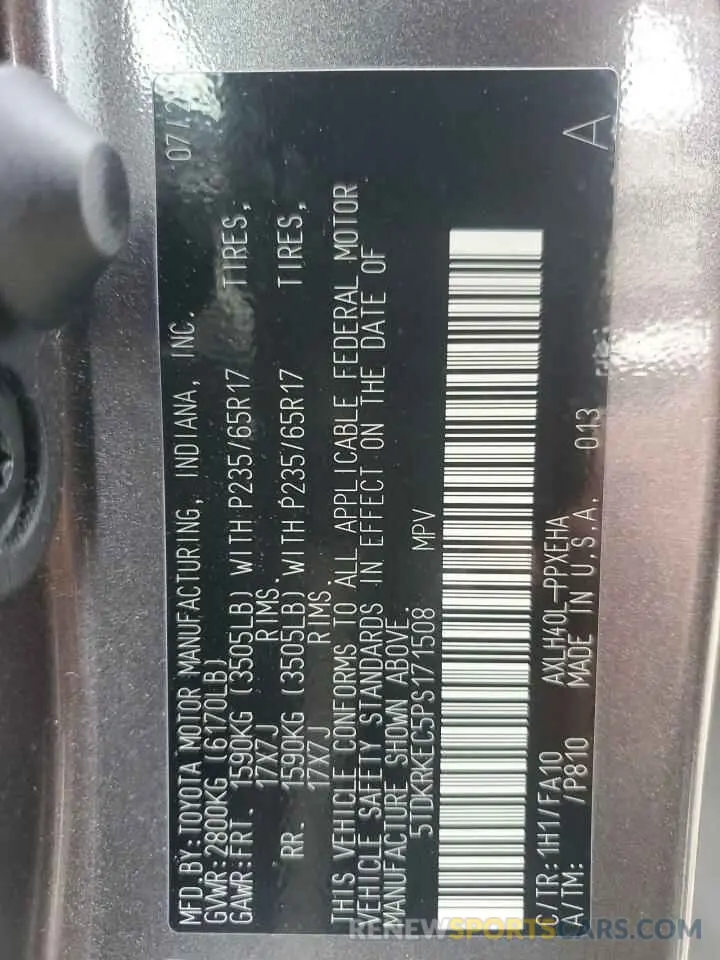 MFD.BY:TOYOTA MOTOR MANUFACTURING, INDIANA, INC. 07/2
GVWR:2800KG (6170LB)
GAWR:FRT. 1590KG (3505LB) WITH P235/65R17 TIRES,
17X7J RIMS.
RR. 1590KG (3505LB) WITH P235/65R17 TIRES,
17X7J RIMS.
THIS VEHICLE CONFORMS TO ALL APPLICABLE FEDERAL MOTOR
VEHICLE SAFETY STANDARDS IN EFFECT ON THE DATE OF
MANUFACTURE SHOWN ABOVE.
5TDKRKEC5PS171508 MPV
C/TR:1H1/FA10 AXLH40L-PPXEHA 013 A
A/TM: /P810 MADE IN U.S.A.
RENEWSPORTSCARS.COM